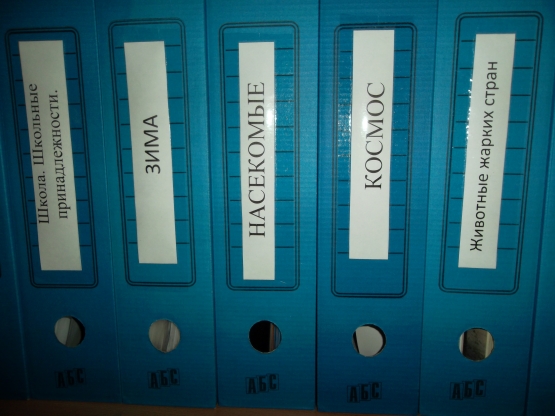 Школа. Школьные
принадлежности.
ЗИМА
НАСЕКОМЫЕ
КОСМОС
Животные жарких стран
АБС
АБС
АБС
АБС
АБС